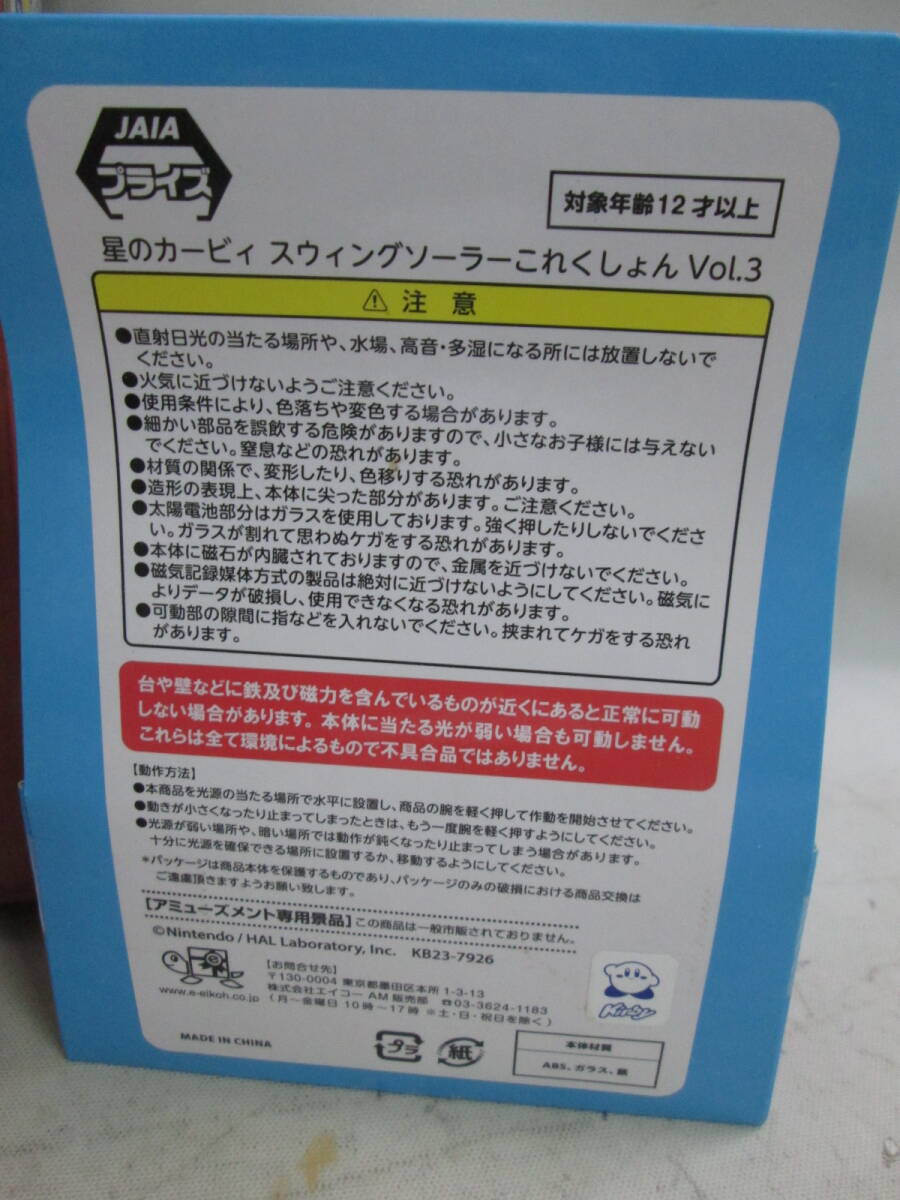 JAIA
プライズ
対象年齢12才以上
星のカービィ スウィングソーラーこれくしょん Vol.3
⚠ 注 意
●直射日光の当たる場所や、水場、高音・多湿になる所には放置しないで
ください。
●火気に近づけないようご注意ください。
●使用条件により、色落ちや変色する場合があります。
●細かい部品を誤飲する危険がありますので、小さなお子様には与えない
でください。窒息などの恐れがあります。
●材質の関係で、変形したり、色移りする恐れがあります。
●造形の表現上、本体に尖った部分があります。ご注意ください。
●太陽電池部分はガラスを使用しております。強く押したりしないでくださ
い。ガラスが割れて思わぬケガをする恐れがあります。
●本体に磁石が内臓されておりますので、金属を近づけないでください。
●磁気記録媒体方式の製品は絶対に近づけないようにしてください。磁気に
よりデータが破損し、使用できなくなる恐れがあります。
●可動部の隙間に指などを入れないでください。挟まれてケガをする恐れ
があります。
台や壁などに鉄及び磁力を含んでいるものが近くにあると正常に可動
しない場合があります。本体に当たる光が弱い場合も可動しません。
これらは全て環境によるもので不具合品ではありません。
【動作方法】
●本商品を光源の当たる場所で水平に設置し、商品の腕を軽く押して作動を開始させてください。
●動きが小さくなったり止まってしまったときは、もう一度腕を軽く押すようにしてください。
●光源が弱い場所や、暗い場所では動作が鈍くなったり止まってしまう場合があります。
十分に光源を確保できる場所に設置するか、移動するようにしてください。
*パッケージは商品本体を保護するものであり、パッケージのみの破損における商品交換は
ご遠慮頂きますようお願い致します。
【アミューズメント専用景品】この商品は一般市販されておりません。
©Nintendo / HAL Laboratory, Inc. KB23-7926
【お問合せ先】
〒130-0004 東京都墨田区本所1-3-13
株式会社エイコー AM販売部 ☎03-3624-1183
(月〜金曜日 10時〜17時 ※土・日・祝日を除く)
www.e-eikoh.co.jp
Kirby
MADE IN CHINA
プラ
紙
本体材質
ABS、ガラス、鉄